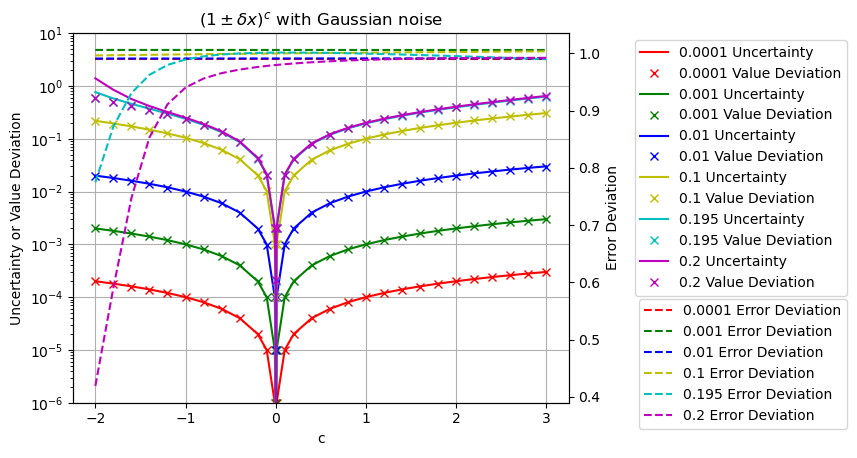 (1 ± δx)^c with Gaussian noise
Uncertainty or Value Deviation
10^1
10^0
10^−1
10^−2
10^−3
10^−4
10^−5
10^−6
−2
−1
0
1
2
3
c
1.0
0.9
0.8
0.7
0.6
0.5
0.4
Error Deviation
0.0001 Uncertainty
0.0001 Value Deviation
0.001 Uncertainty
0.001 Value Deviation
0.01 Uncertainty
0.01 Value Deviation
0.1 Uncertainty
0.1 Value Deviation
0.195 Uncertainty
0.195 Value Deviation
0.2 Uncertainty
0.2 Value Deviation
0.0001 Error Deviation
0.001 Error Deviation
0.01 Error Deviation
0.1 Error Deviation
0.195 Error Deviation
0.2 Error Deviation